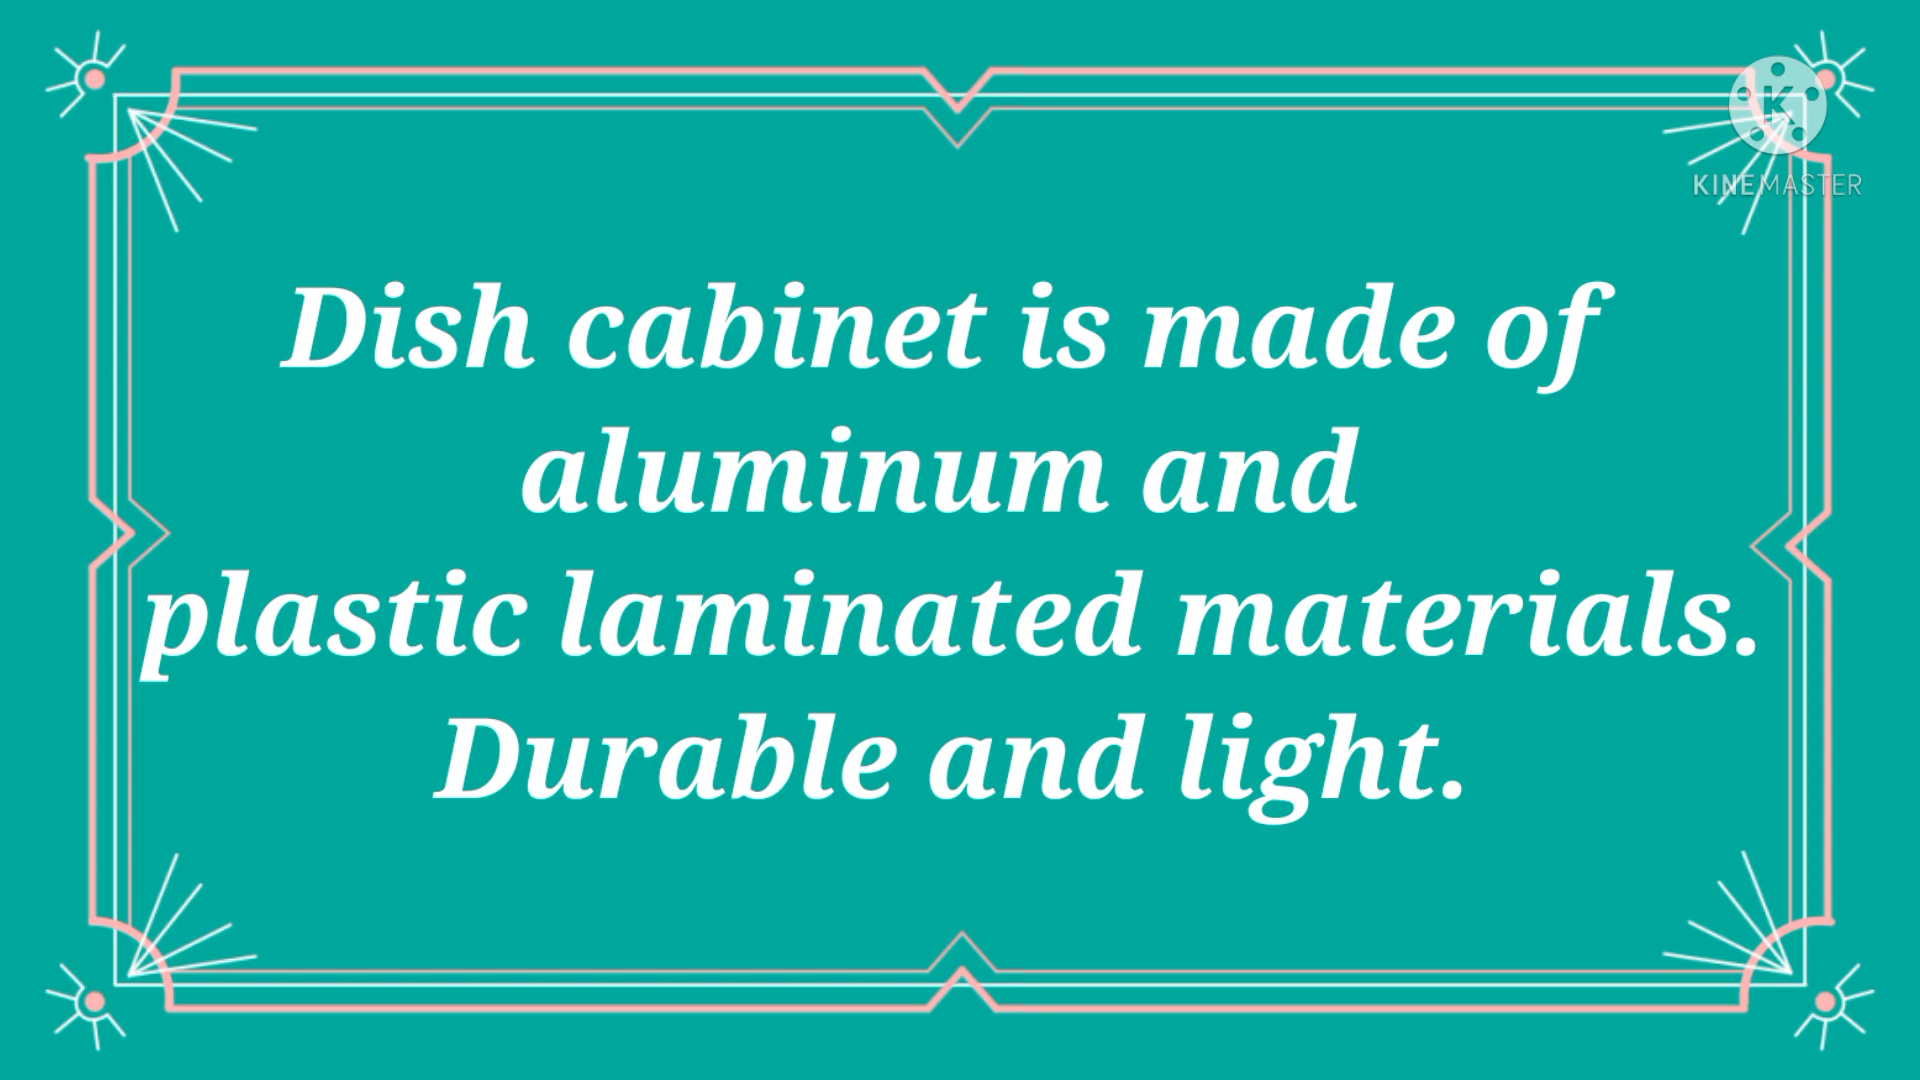 KINEMASTER
Dish cabinet is made of
aluminum and
plastic laminated materials.
Durable and light.